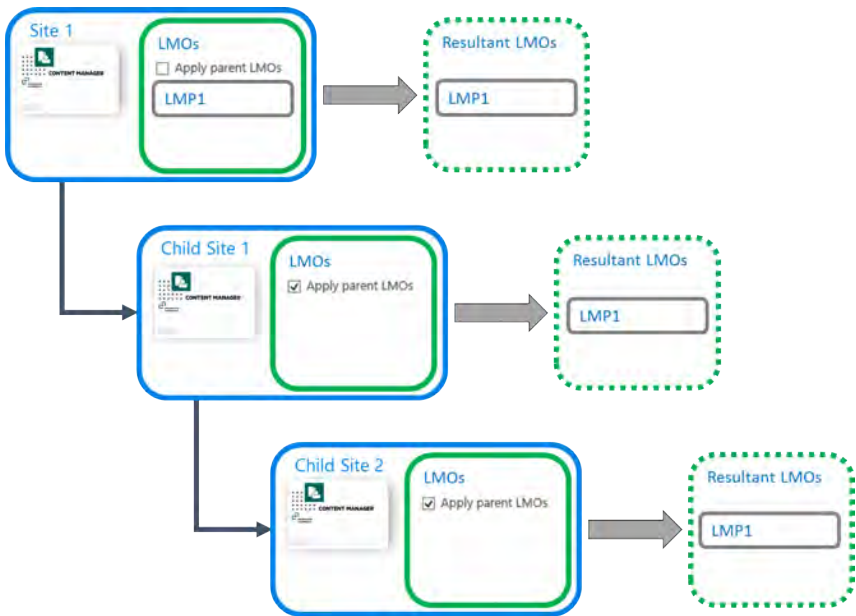 Site 1
CONTENT MANAGER
LMOs
Apply parent LMOs
LMP1
Resultant LMOs
LMP1
Child Site 1
CONTENT MANAGER
LMOs
Apply parent LMOs
Resultant LMOs
LMP1
Child Site 2
CONTENT MANAGER
LMOs
Apply parent LMOs
Resultant LMOs
LMP1